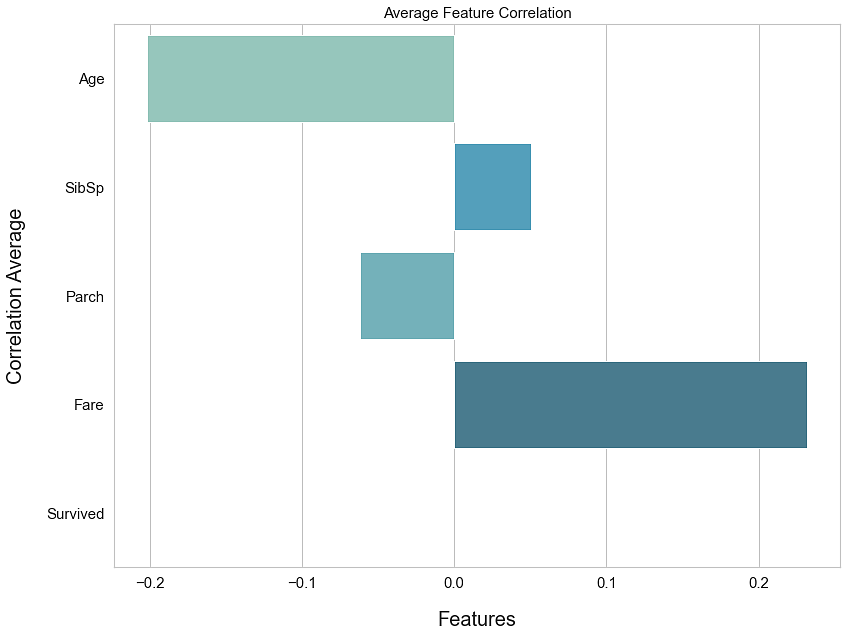 Average Feature Correlation
Correlation Average
Age
SibSp
Parch
Fare
Survived
−0.2 −0.1 0.0 0.1 0.2
Features